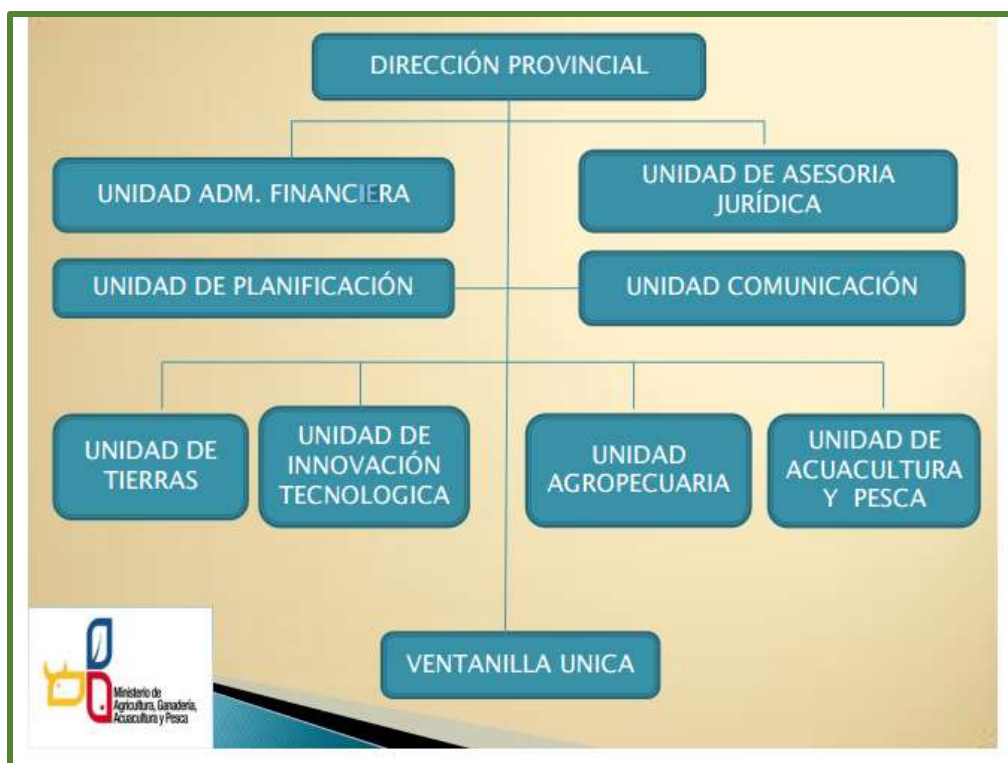 DIRECCIÓN PROVINCIAL
UNIDAD ADM. FINANCIERA
UNIDAD DE ASESORIA
JURÍDICA
UNIDAD DE PLANIFICACIÓN
UNIDAD COMUNICACIÓN
UNIDAD DE
TIERRAS
UNIDAD DE
INNOVACIÓN
TECNOLOGICA
UNIDAD
AGROPECUARIA
UNIDAD DE
ACUACULTURA
Y PESCA
VENTANILLA UNICA
Ministerio de
Agricultura, Ganadería,
Acuacultura y Pesca